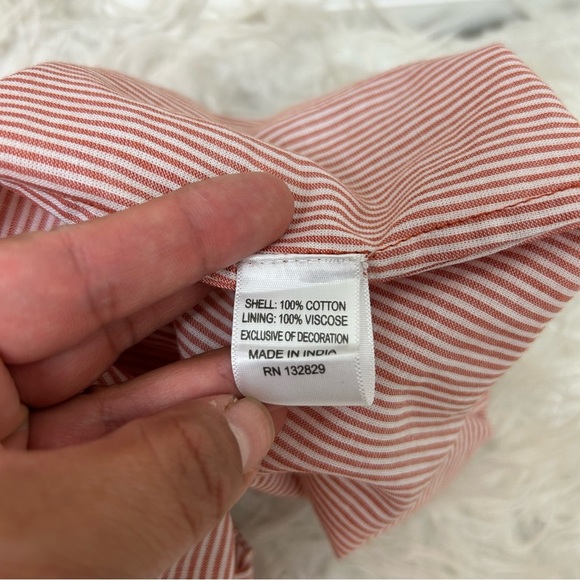 SHELL: 100% COTTON
LINING: 100% VISCOSE
EXCLUSIVE OF DECORATION
MADE IN INDIA
RN 132829